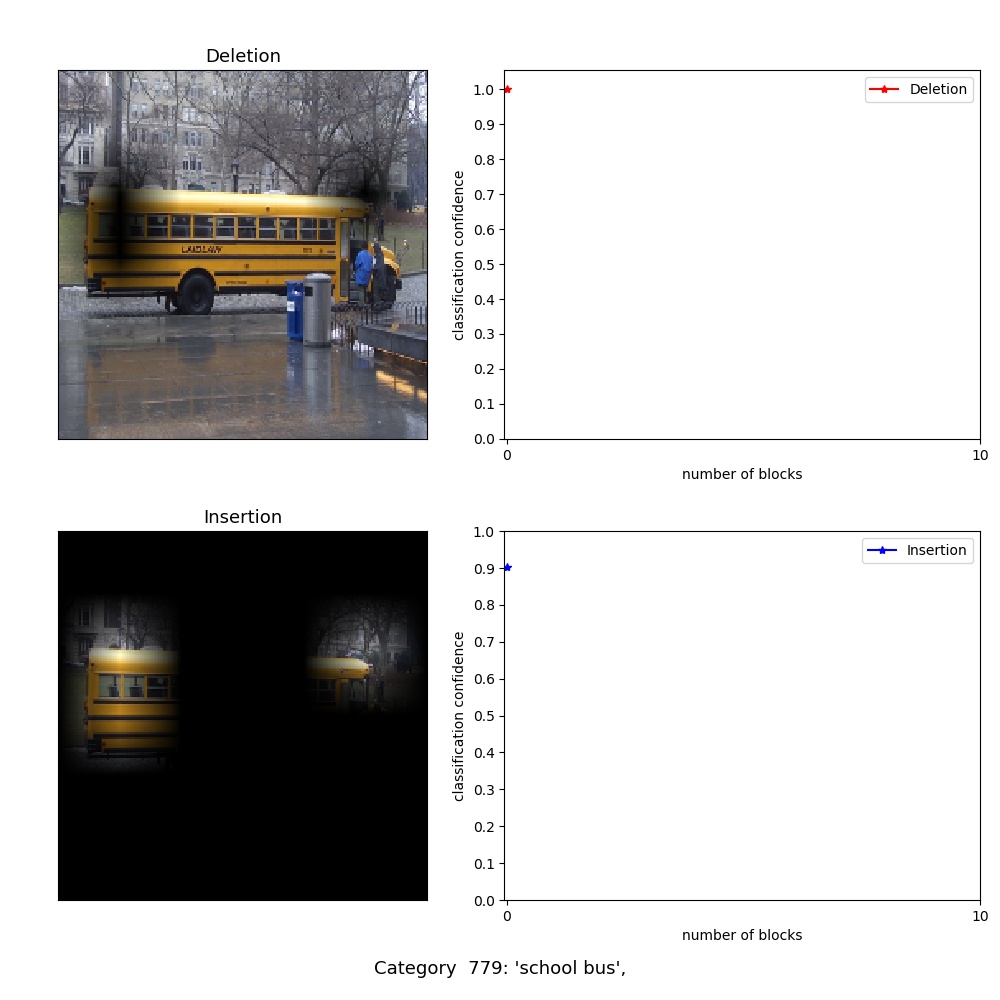 Deletion
LAIDLAW
Deletion
1.0
0.9
0.8
0.7
0.6
0.5
0.4
0.3
0.2
0.1
0.0
classification confidence
0
10
number of blocks
Insertion
Insertion
1.0
0.9
0.8
0.7
0.6
0.5
0.4
0.3
0.2
0.1
0.0
classification confidence
0
10
number of blocks
Category  779: 'school bus',